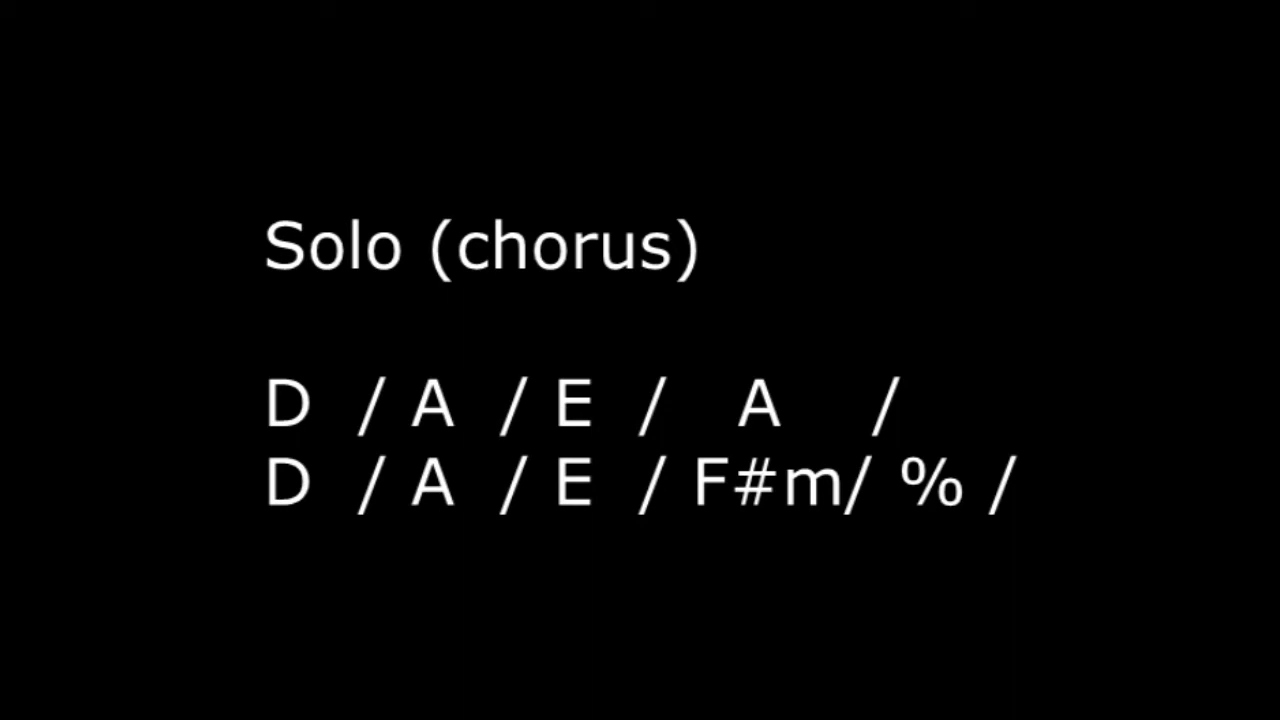 Solo (chorus)
D / A / E / A /
D / A / E / F#m/ % /